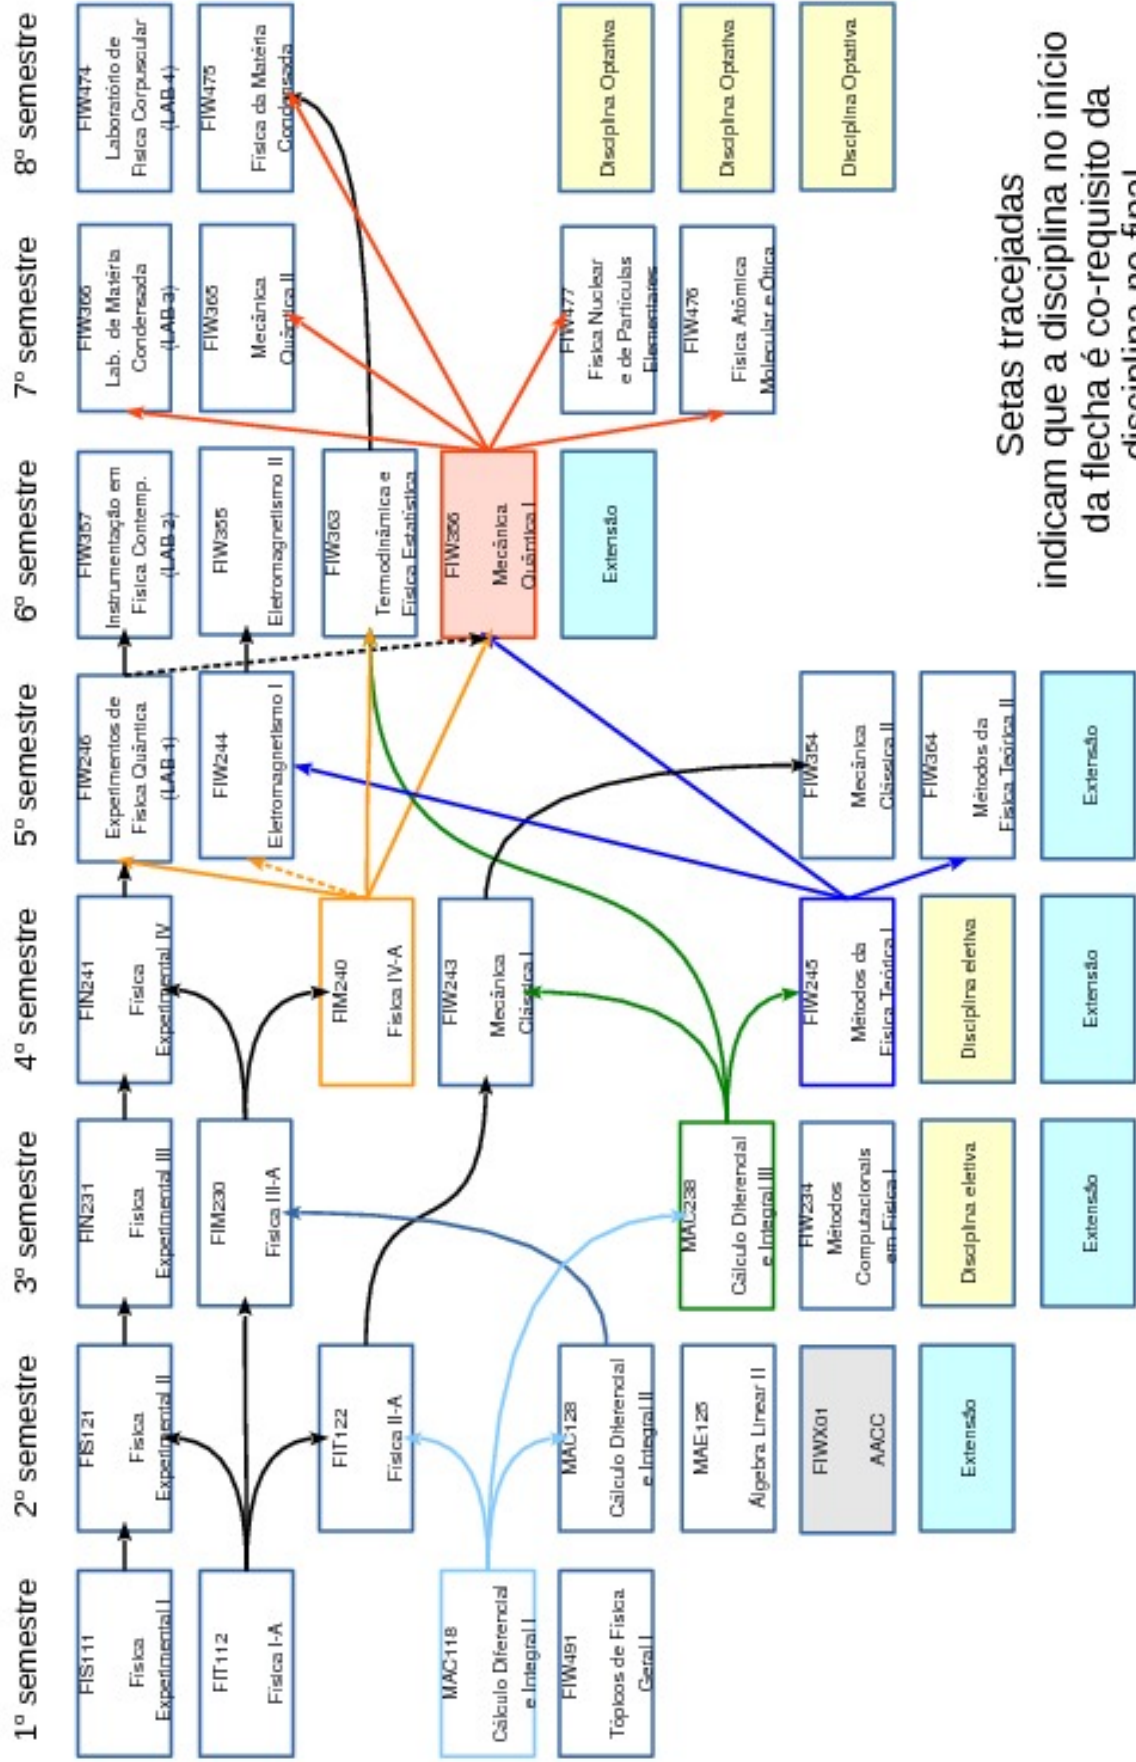 1º semestre
2º semestre
3º semestre
4º semestre
5º semestre
6º semestre
7º semestre
8º semestre
FIS111
Física
Experimental I
FIS121
Física
Experimental II
FIN231
Física
Experimental III
FIN241
Física
Experimental IV
FIW246
Experimentos de
Física Quântica
(LAB 1)
FIW357
Instrumentação em
Física Contemp.
(LAB 2)
FIW366
Lab. de Matéria
Condensada
(LAB 3)
FIW474
Laboratório de
Física Corpuscular
(LAB 4)
FIT112
Física I-A
FIM230
Física III-A
FIW244
Eletromagnetismo I
FIW355
Eletromagnetismo II
FIW365
Mecânica
Quântica II
FIW475
Física da Matéria
Condensada
FIT122
Física II-A
FIM240
Física IV-A
FIW363
Termodinâmica e
Física Estatística
MAC118
Cálculo Diferencial
e Integral I
FIW243
Mecânica
Clássica I
FIW356
Mecânica
Quântica I
FIW491
Tópicos de Física
Geral I
MAC128
Cálculo Diferencial
e Integral II
Extensão
FIW477
Física Nuclear
e de Partículas
Elementares
Disciplina Optativa
MAE125
Álgebra Linear II
MAC238
Cálculo Diferencial
e Integral III
FIW476
Física Atômica
Molecular e Ótica
Disciplina Optativa
FIWX01
AACC
FIW234
Métodos
Computacionais
em Física I
FIW245
Métodos da
Física Teórica I
FIW354
Mecânica
Clássica II
Disciplina Optativa
Extensão
Disciplina eletiva
Disciplina eletiva
FIW364
Métodos da
Física Teórica II
Extensão
Extensão
Extensão
Setas tracejadas
indicam que a disciplina no início
da flecha é co-requisito da
disciplina no final